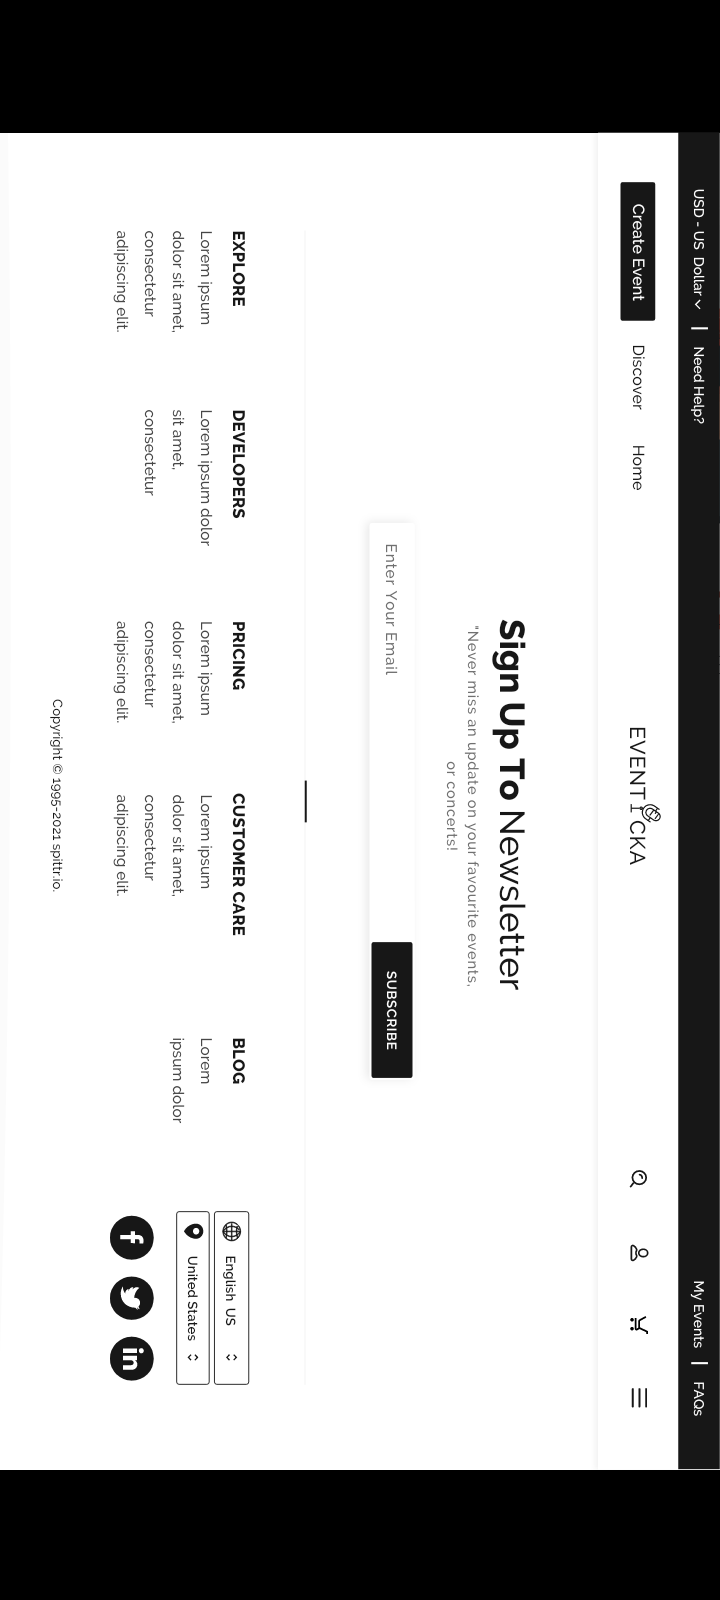 USD - US Dollar | Need Help?
My Events | FAQs
Create Event
Discover
Home
EVENTICKA
Sign Up To Newsletter
"Never miss an update on your favourite events,
or concerts!
Enter Your Email
SUBSCRIBE
EXPLORE
Lorem ipsum
dolor sit amet,
consectetur
adipiscing elit.
DEVELOPERS
Lorem ipsum dolor
sit amet,
consectetur
PRICING
Lorem ipsum
dolor sit amet,
consectetur
adipiscing elit.
CUSTOMER CARE
Lorem ipsum
dolor sit amet,
consectetur
adipiscing elit.
BLOG
Lorem
ipsum dolor
English US
United States
Copyright © 1995-2021 spittr.io.